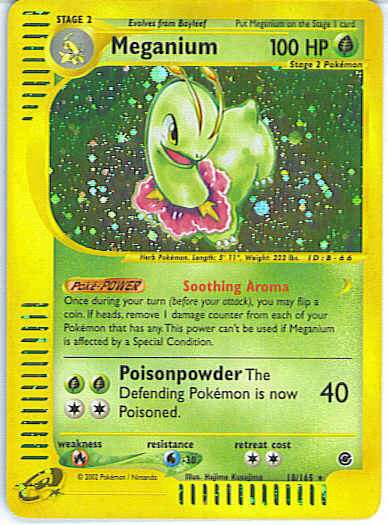 STAGE 2
Evolves from Bayleef
Put Meganium on the Stage 1 card
Meganium
100 HP
Stage 2 Pokémon
Herb Pokémon. Length: 5' 11", Weight: 222 lbs. ID:B-66
Poké-POWER
Soothing Aroma
Once during your turn (before your attack), you may flip a
coin. If heads, remove 1 damage counter from each of your
Pokémon that has any. This power can't be used if Meganium
is affected by a Special Condition.
Poisonpowder The
Defending Pokémon is now
Poisoned.
40
weakness
resistance
retreat cost
-30
Illus. Hajime Kusajima
©2002 Pokémon / Nintendo
18/165 ★